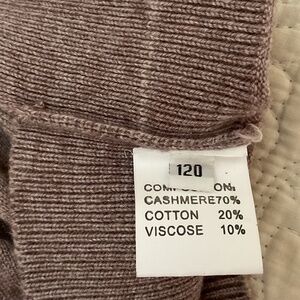 120
COMPOSITION:
CASHMERE70%
COTTON 20%
VISCOSE 10%